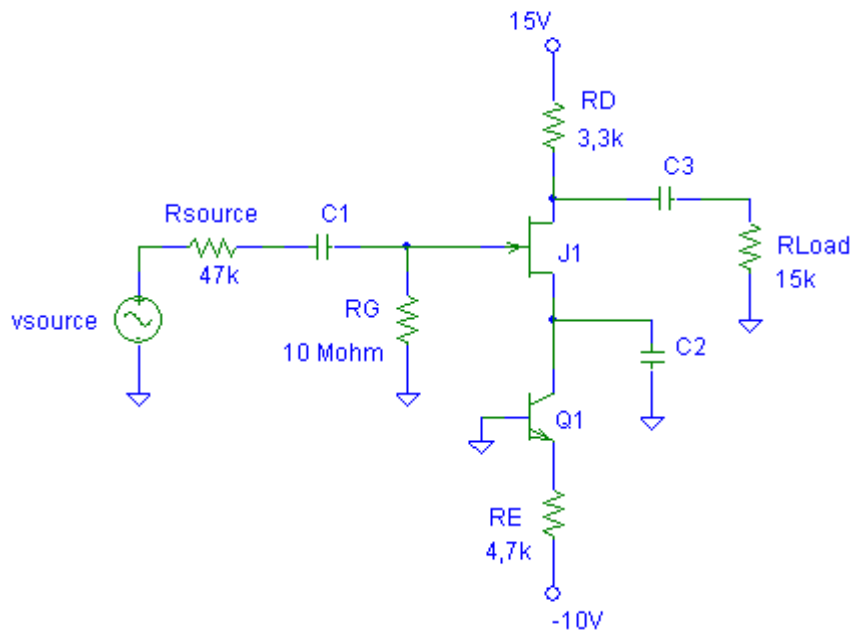 15V
RD
3,3k
C3
Rsource
C1
47k
J1
RLoad
15k
vsource
RG
10 Mohm
C2
Q1
RE
4,7k
-10V